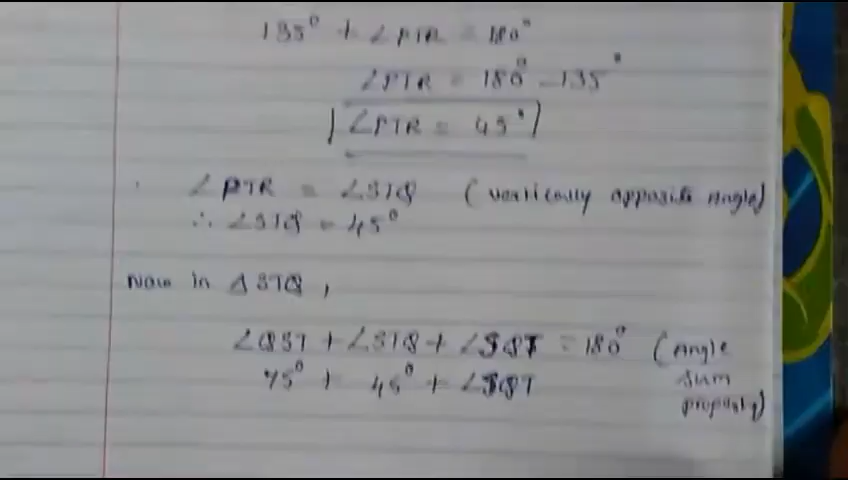 135° + ∠PTR = 180°
∠PTR = 180° - 135°
∠PTR = 45°
∠PTR = ∠STQ (vertically opposite angle)
∴ ∠STQ = 45°
Now in ΔSTQ,
∠QST + ∠STQ + ∠SQT = 180° (Angle
75° + 45° + ∠SQT sum
property)